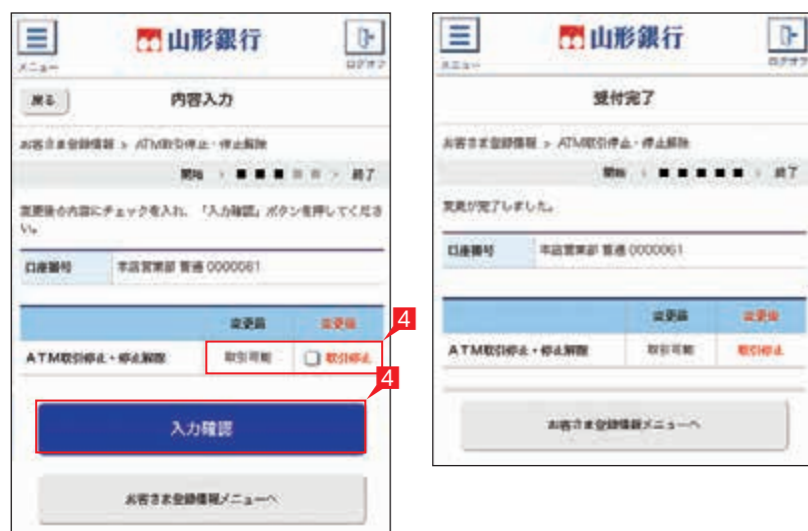 メニュー
山形銀行
ログオフ
戻る
内容入力
お客さま登録情報 > ATM取引停止・停止解除
開始 > ■ ■ ■ ■ ■ > 終了
変更後の内容にチェックを入れ、「入力確認」ボタンを押してくださ
い。
口座番号 本店営業部 普通 0000061
変更前 変更後
ATM取引停止・停止解除 取引可能 取引停止
4
4
入力確認
お客さま登録情報メニューへ
メニュー
山形銀行
ログオフ
受付完了
お客さま登録情報 > ATM取引停止・停止解除
開始 > ■ ■ ■ ■ ■ > 終了
変更が完了しました。
口座番号 本店営業部 普通 0000061
変更前 変更後
ATM取引停止・停止解除 取引可能 取引停止
お客さま登録情報メニューへ